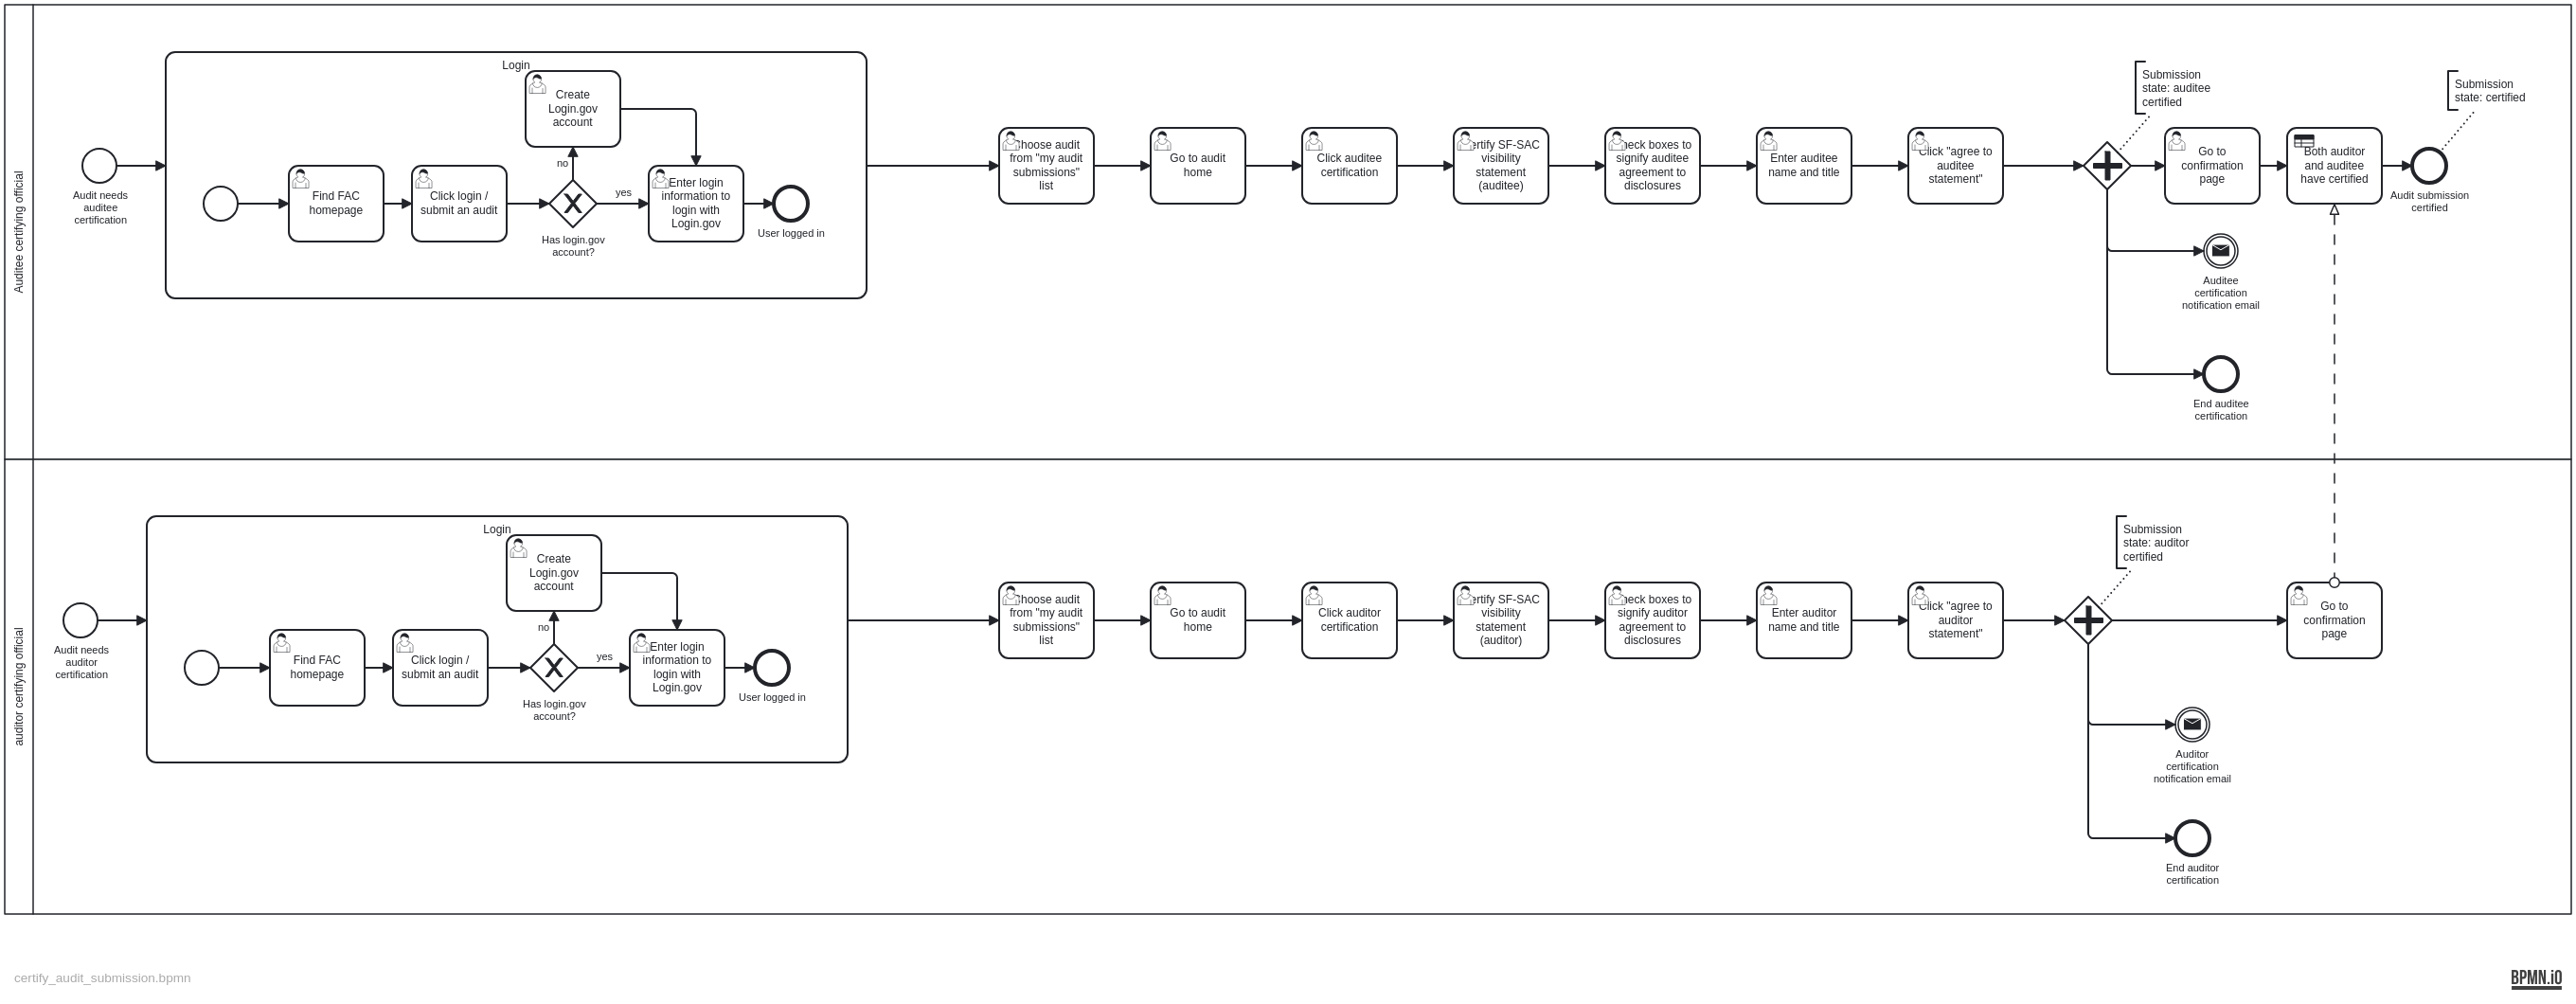 Auditee certifying official
Audit needs
auditee
certification
Login
Create
Login.gov
account
Find FAC
homepage
Click login /
submit an audit
no
yes
Has login.gov
account?
Enter login
information to
login with
Login.gov
User logged in
Choose audit
from "my audit
submissions"
list
Go to audit
home
Click auditee
certification
Certify SF-SAC
visibility
statement
(auditee)
Check boxes to
signify auditee
agreement to
disclosures
Enter auditee
name and title
Click "agree to
auditee
statement"
Submission
state: auditee
certified
Go to
confirmation
page
Both auditor
and auditee
have certified
Submission
state: certified
Audit submission
certified
Auditee
certification
notification email
End auditee
certification
auditor certifying official
Audit needs
auditor
certification
Login
Create
Login.gov
account
Find FAC
homepage
Click login /
submit an audit
no
yes
Has login.gov
account?
Enter login
information to
login with
Login.gov
User logged in
Choose audit
from "my audit
submissions"
list
Go to audit
home
Click auditor
certification
Certify SF-SAC
visibility
statement
(auditor)
Check boxes to
signify auditor
agreement to
disclosures
Enter auditor
name and title
Click "agree to
auditor
statement"
Submission
state: auditor
certified
Go to
confirmation
page
Auditor
certification
notification email
End auditor
certification
certify_audit_submission.bpmn
BPMN.iO